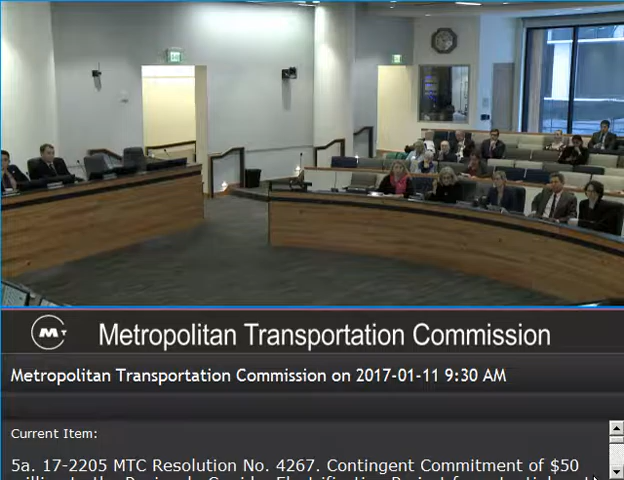 Metropolitan Transportation Commission
Metropolitan Transportation Commission on 2017-01-11 9:30 AM
Current Item:
5a. 17-2205 MTC Resolution No. 4267. Contingent Commitment of $50